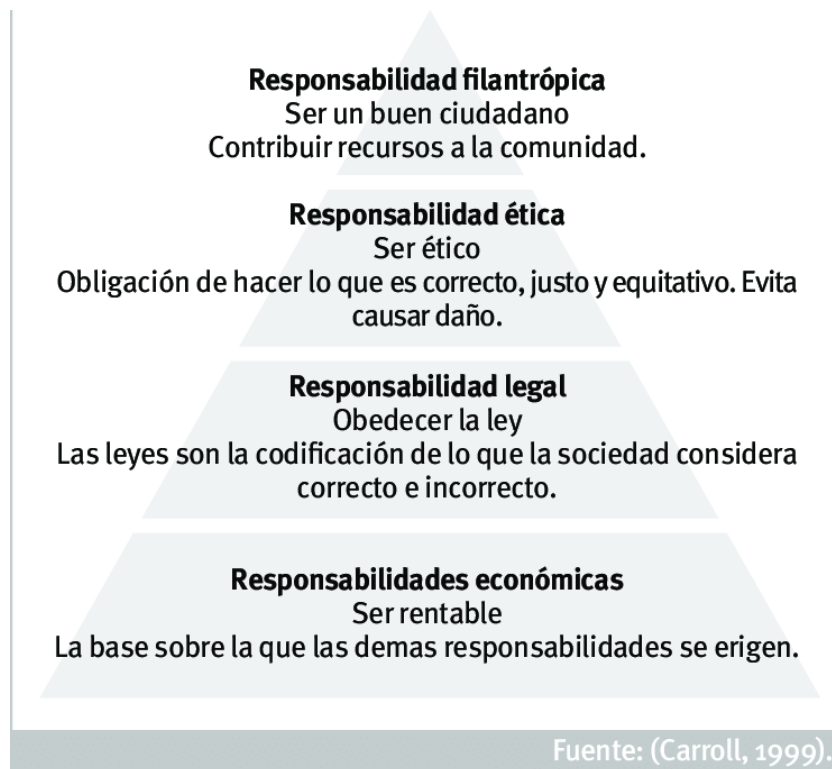 Responsabilidad filantrópica
Ser un buen ciudadano
Contribuir recursos a la comunidad.
Responsabilidad ética
Ser ético
Obligación de hacer lo que es correcto, justo y equitativo. Evita
causar daño.
Responsabilidad legal
Obedecer la ley
Las leyes son la codificación de lo que la sociedad considera
correcto e incorrecto.
Responsabilidades económicas
Ser rentable
La base sobre la que las demas responsabilidades se erigen.
Fuente: (Carroll, 1999).